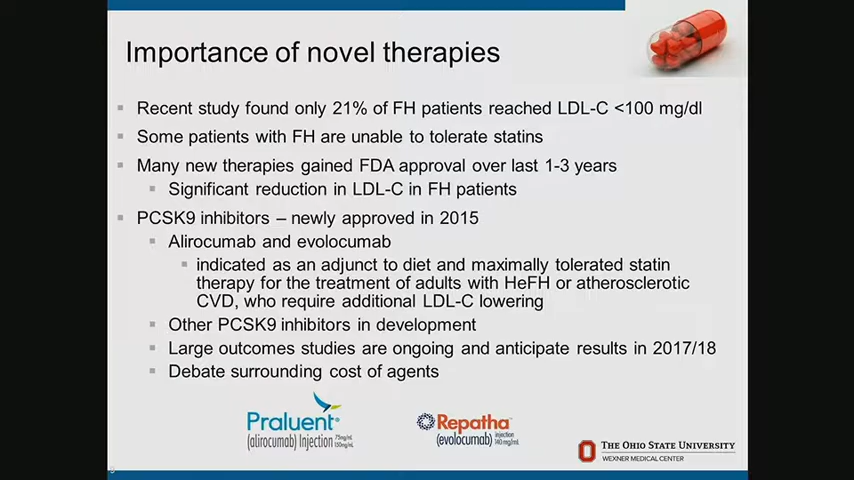 Importance of novel therapies
Recent study found only 21% of FH patients reached LDL-C <100 mg/dl
Some patients with FH are unable to tolerate statins
Many new therapies gained FDA approval over last 1-3 years
Significant reduction in LDL-C in FH patients
PCSK9 inhibitors – newly approved in 2015
Alirocumab and evolocumab
indicated as an adjunct to diet and maximally tolerated statin
therapy for the treatment of adults with HeFH or atherosclerotic
CVD, who require additional LDL-C lowering
Other PCSK9 inhibitors in development
Large outcomes studies are ongoing and anticipate results in 2017/18
Debate surrounding cost of agents
Praluent®
(alirocumab) Injection 75mg/mL
150mg/mL
Repatha™
(evolocumab) injection
140 mg/mL
THE OHIO STATE UNIVERSITY
WEXNER MEDICAL CENTER